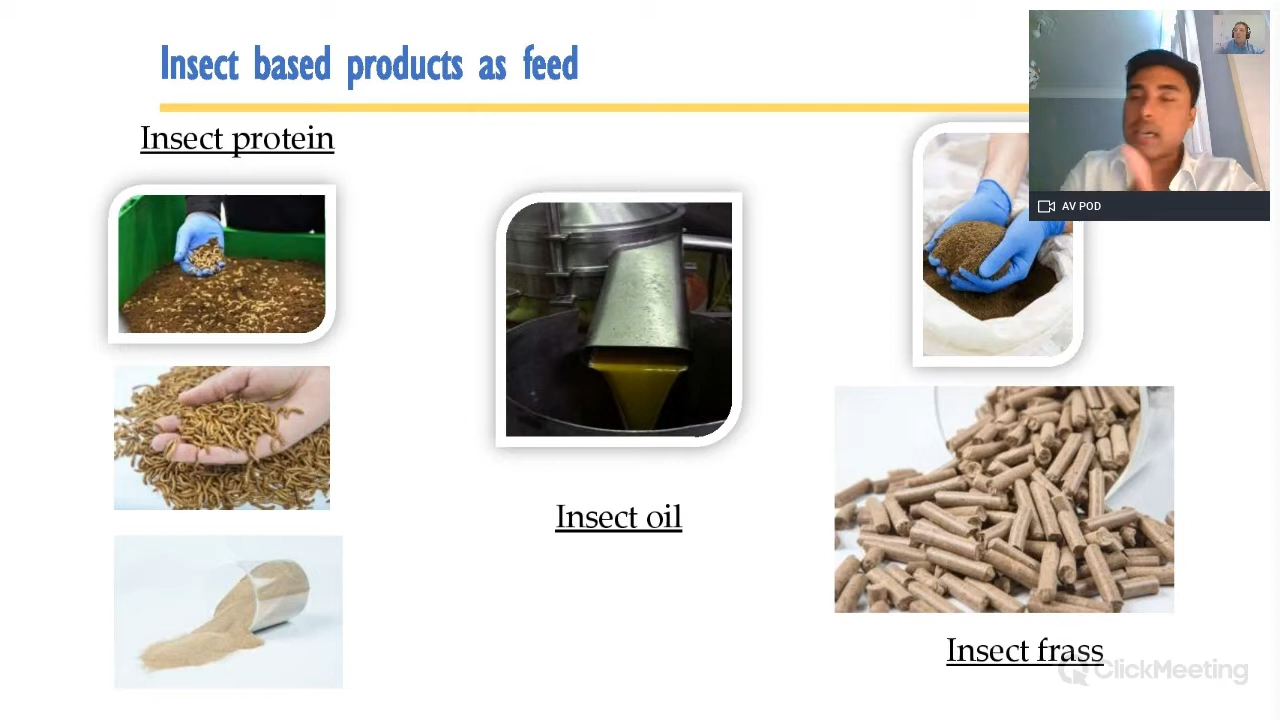 Insect based products as feed
Insect protein
AV POD
Insect oil
Insect frass
ClickMeeting